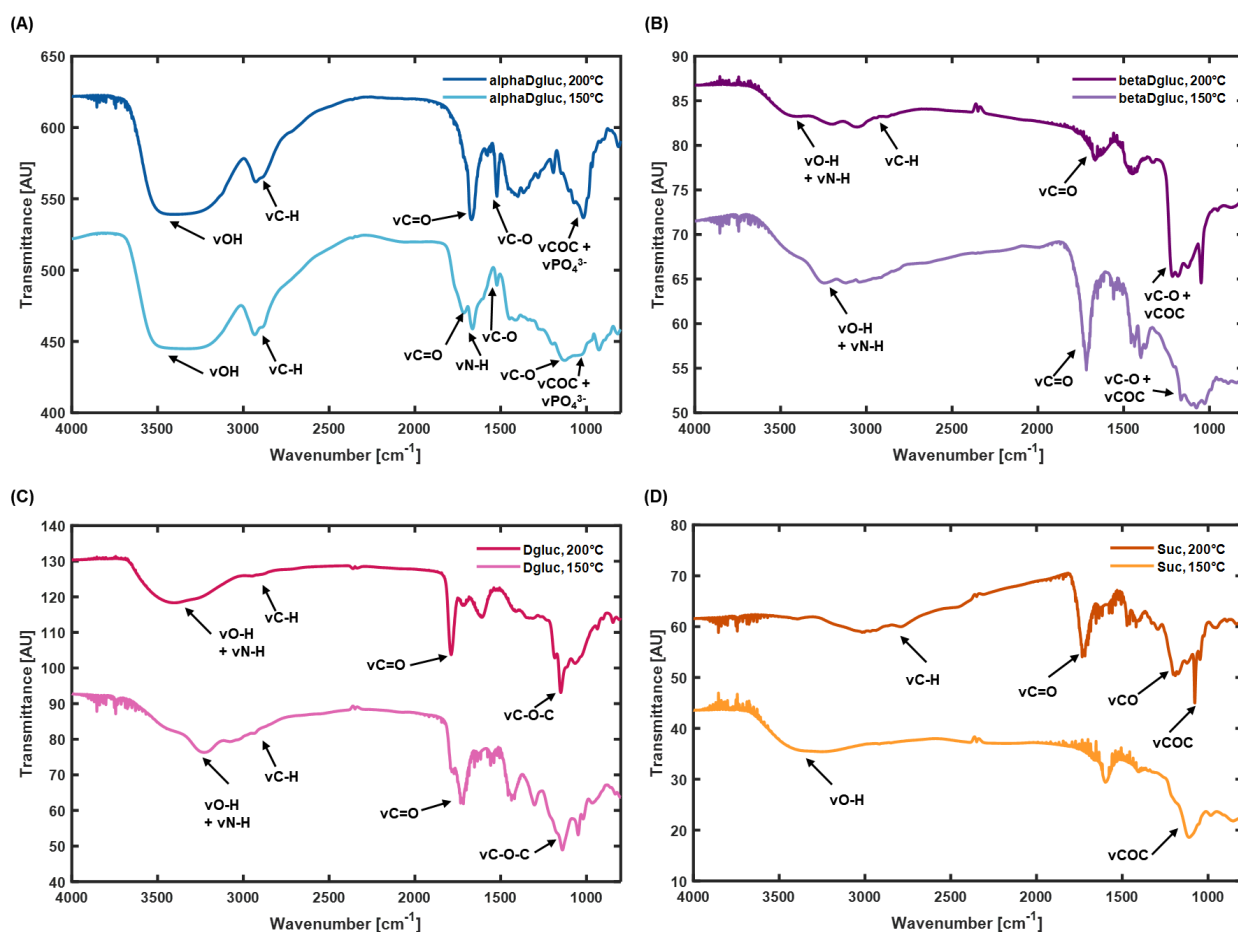 (A)
650
600
550
500
450
400
Transmittance [AU]
alphaDgluc, 200°C
alphaDgluc, 150°C
vOH
vC-H
vC=O
vC-O
vCOC +
vPO₄³⁻
vOH
vC-H
vC=O
vN-H
vC-O
vC-O
vCOC +
vPO₄³⁻
4000 3500 3000 2500 2000 1500 1000
Wavenumber [cm⁻¹]
(B)
90
85
80
75
70
65
60
55
50
Transmittance [AU]
betaDgluc, 200°C
betaDgluc, 150°C
vO-H
+ vN-H
vC-H
vC=O
vC-O +
vCOC
vO-H
+ vN-H
vC=O
vC-O +
vCOC
4000 3500 3000 2500 2000 1500 1000
Wavenumber [cm⁻¹]
(C)
140
130
120
110
100
90
80
70
60
50
40
Transmittance [AU]
Dgluc, 200°C
Dgluc, 150°C
vO-H
+ vN-H
vC-H
vC=O
vC-O-C
vO-H
+ vN-H
vC-H
vC=O
vC-O-C
4000 3500 3000 2500 2000 1500 1000
Wavenumber [cm⁻¹]
(D)
80
70
60
50
40
30
20
10
Transmittance [AU]
Suc, 200°C
Suc, 150°C
vC-H
vC=O
vCO
vCOC
vO-H
vCOC
4000 3500 3000 2500 2000 1500 1000
Wavenumber [cm⁻¹]